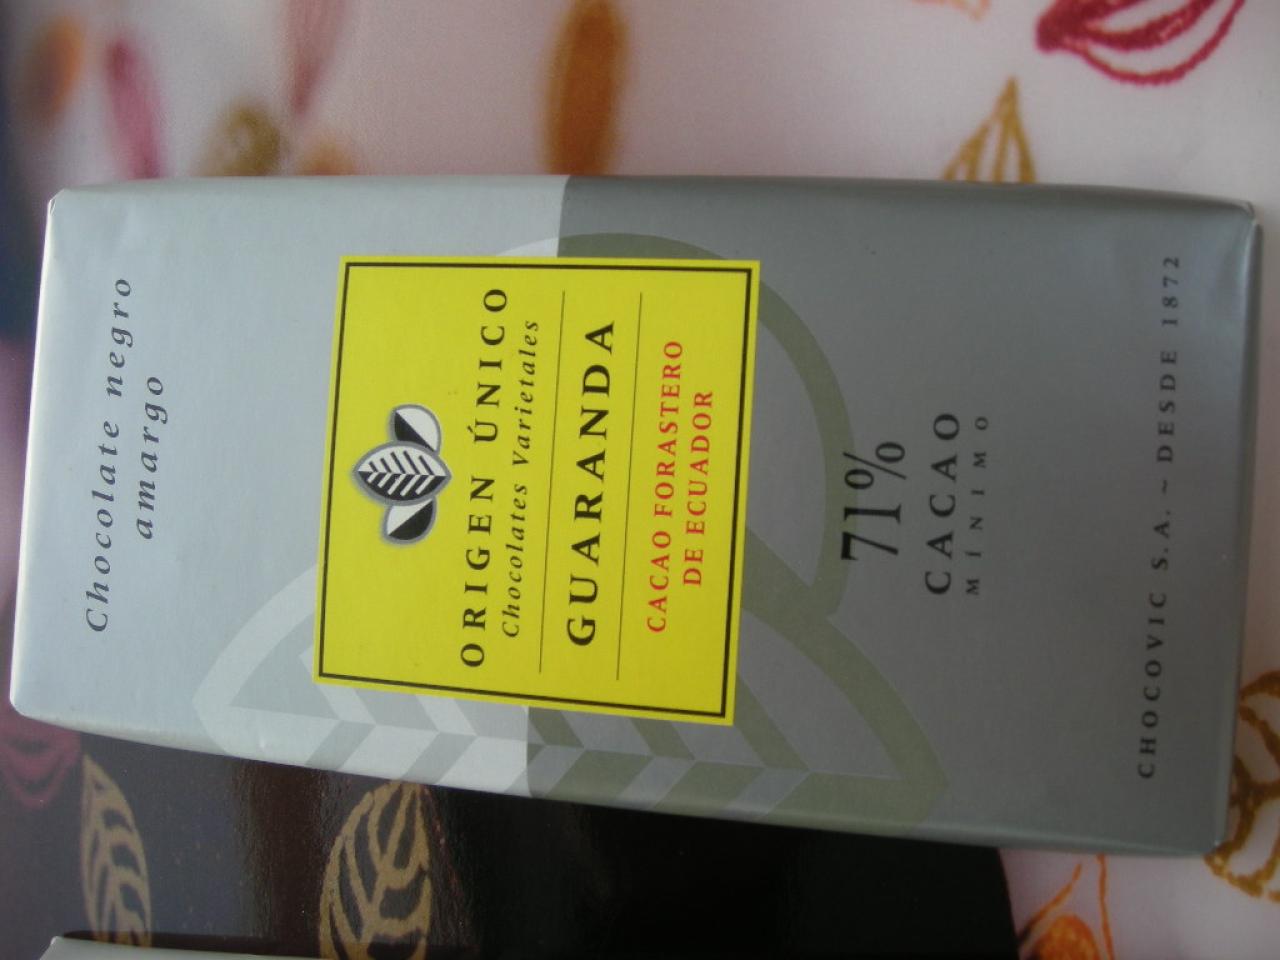 Chocolate negro
amargo
ORIGEN ÚNICO
Chocolates Varietales
GUARANDA
CACAO FORASTERO
DE ECUADOR
71%
CACAO
MÍNIMO
CHOCOVIC S.A. ~ DESDE 1872